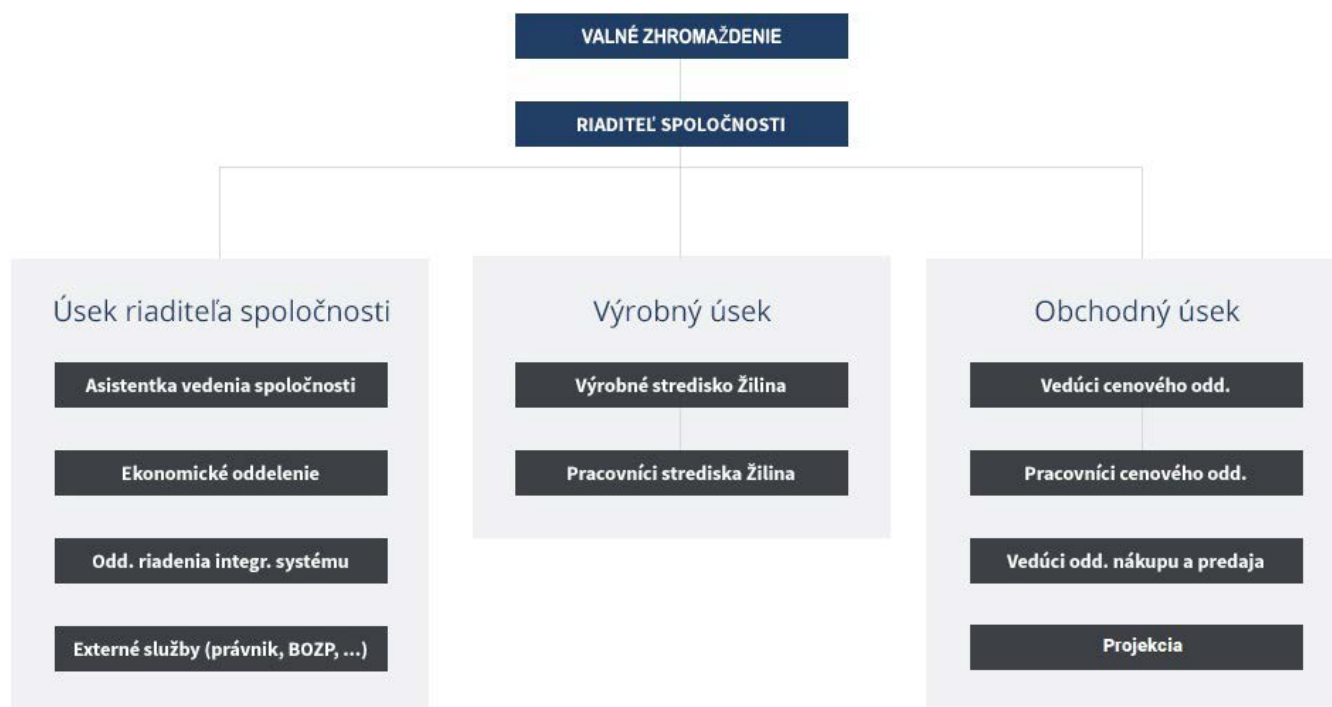 VALNÉ ZHROMAŽDENIE
RIADITEĽ SPOLOČNOSTI
Úsek riaditeľa spoločnosti
Asistentka vedenia spoločnosti
Ekonomické oddelenie
Odd. riadenia integr. systému
Externé služby (právnik, BOZP, ...)
Výrobný úsek
Výrobné stredisko Žilina
Pracovníci strediska Žilina
Obchodný úsek
Vedúci cenového odd.
Pracovníci cenového odd.
Vedúci odd. nákupu a predaja
Projekcia